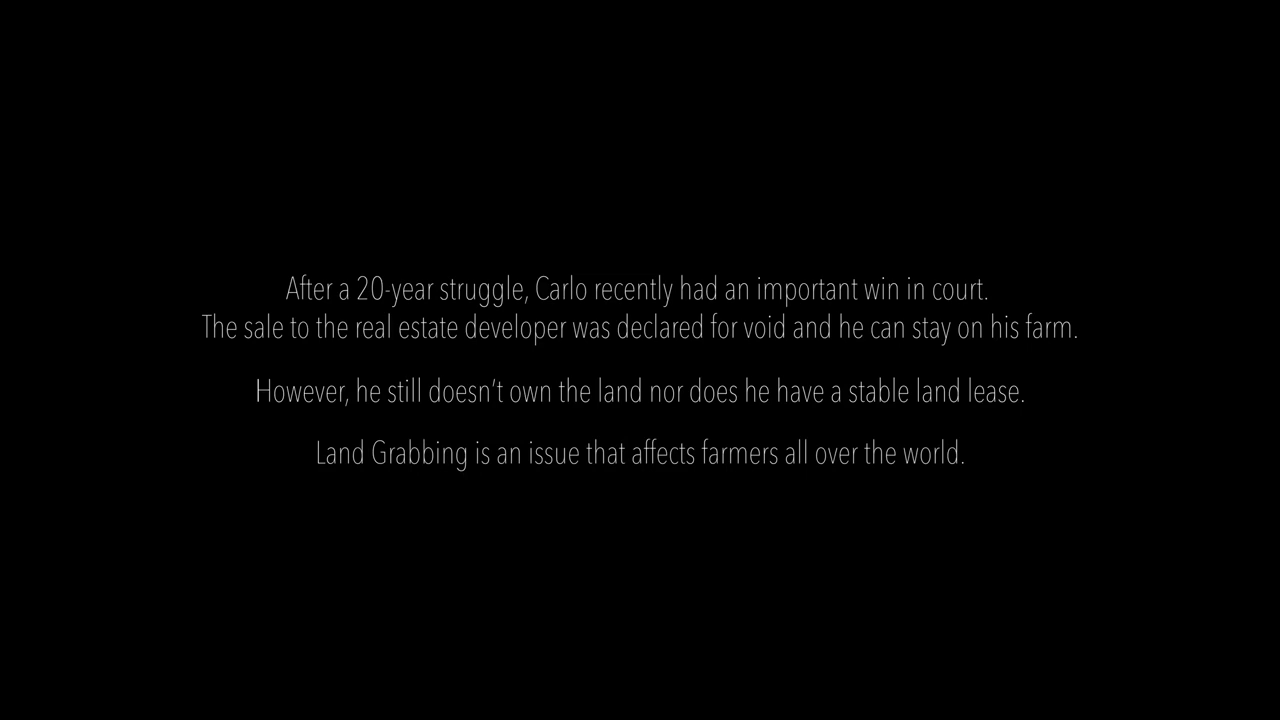 After a 20-year struggle, Carlo recently had an important win in court.
The sale to the real estate developer was declared for void and he can stay on his farm.
However, he still doesn’t own the land nor does he have a stable land lease.
Land Grabbing is an issue that affects farmers all over the world.